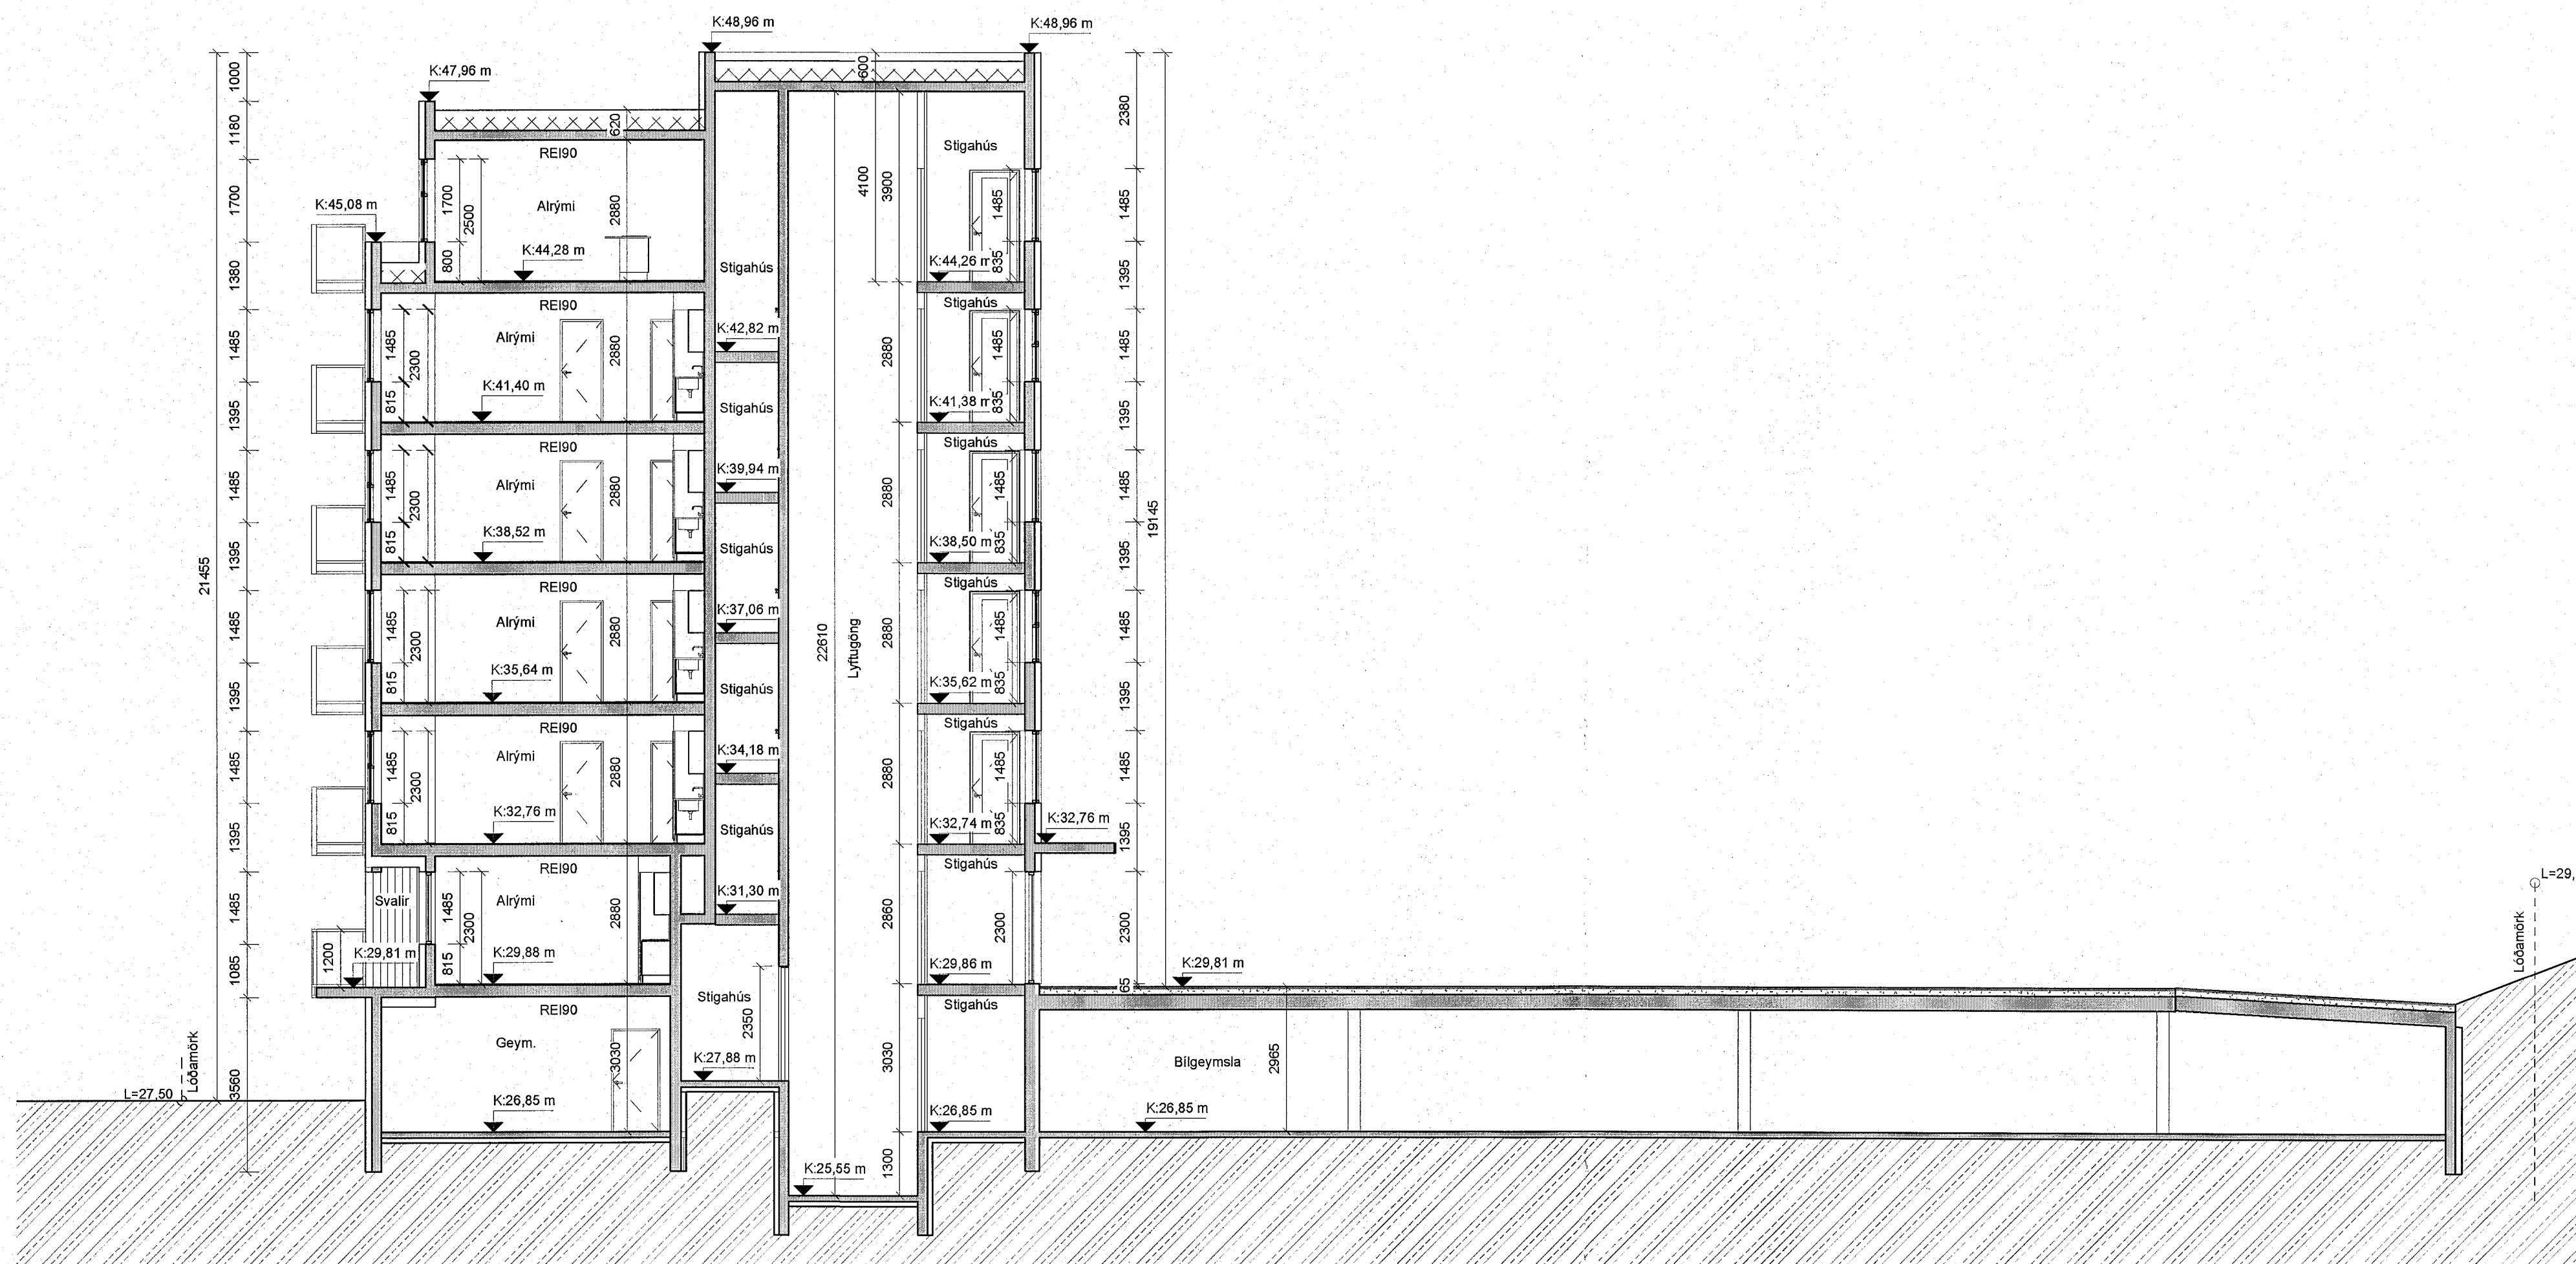 K:48,96 m
K:48,96 m
K:47,96 m
K:45,08 m
1000
1180
1700
1380
1485
1395
1485
1395
1485
1395
1485
1395
1485
1085
3560
21455
620
REI90
1700
2500
800
Alrými
2880
K:44,28 m
REI90
1485
2300
815
Alrými
2880
K:41,40 m
REI90
1485
2300
815
Alrými
2880
K:38,52 m
REI90
1485
2300
815
Alrými
2880
K:35,64 m
REI90
1485
2300
815
Alrými
2880
K:32,76 m
REI90
Svalir
1485
2300
815
Alrými
2880
1200
K:29,81 m
K:29,88 m
REI90
Geym.
3030
K:26,85 m
L=27,50
Lóðamörk
Stigahús
K:42,82 m
Stigahús
K:39,94 m
Stigahús
K:37,06 m
Stigahús
K:34,18 m
Stigahús
K:31,30 m
Stigahús
2350
K:27,88 m
22610
Lyftugöng
K:25,55 m
600
4100
3900
2880
2880
2880
2880
2860
3030
1300
Stigahús
1485
835
K:44,26 m
Stigahús
1485
835
K:41,38 m
Stigahús
1485
835
K:38,50 m
Stigahús
1485
835
K:35,62 m
Stigahús
1485
835
K:32,74 m
K:32,76 m
Stigahús
2300
K:29,86 m
Stigahús
K:26,85 m
2380
1485
1395
1485
1395
1485
1395
1485
1395
1485
1395
2300
65
19145
K:29,81 m
Bílgeymsla
2965
K:26,85 m
L=29,
Lóðamörk